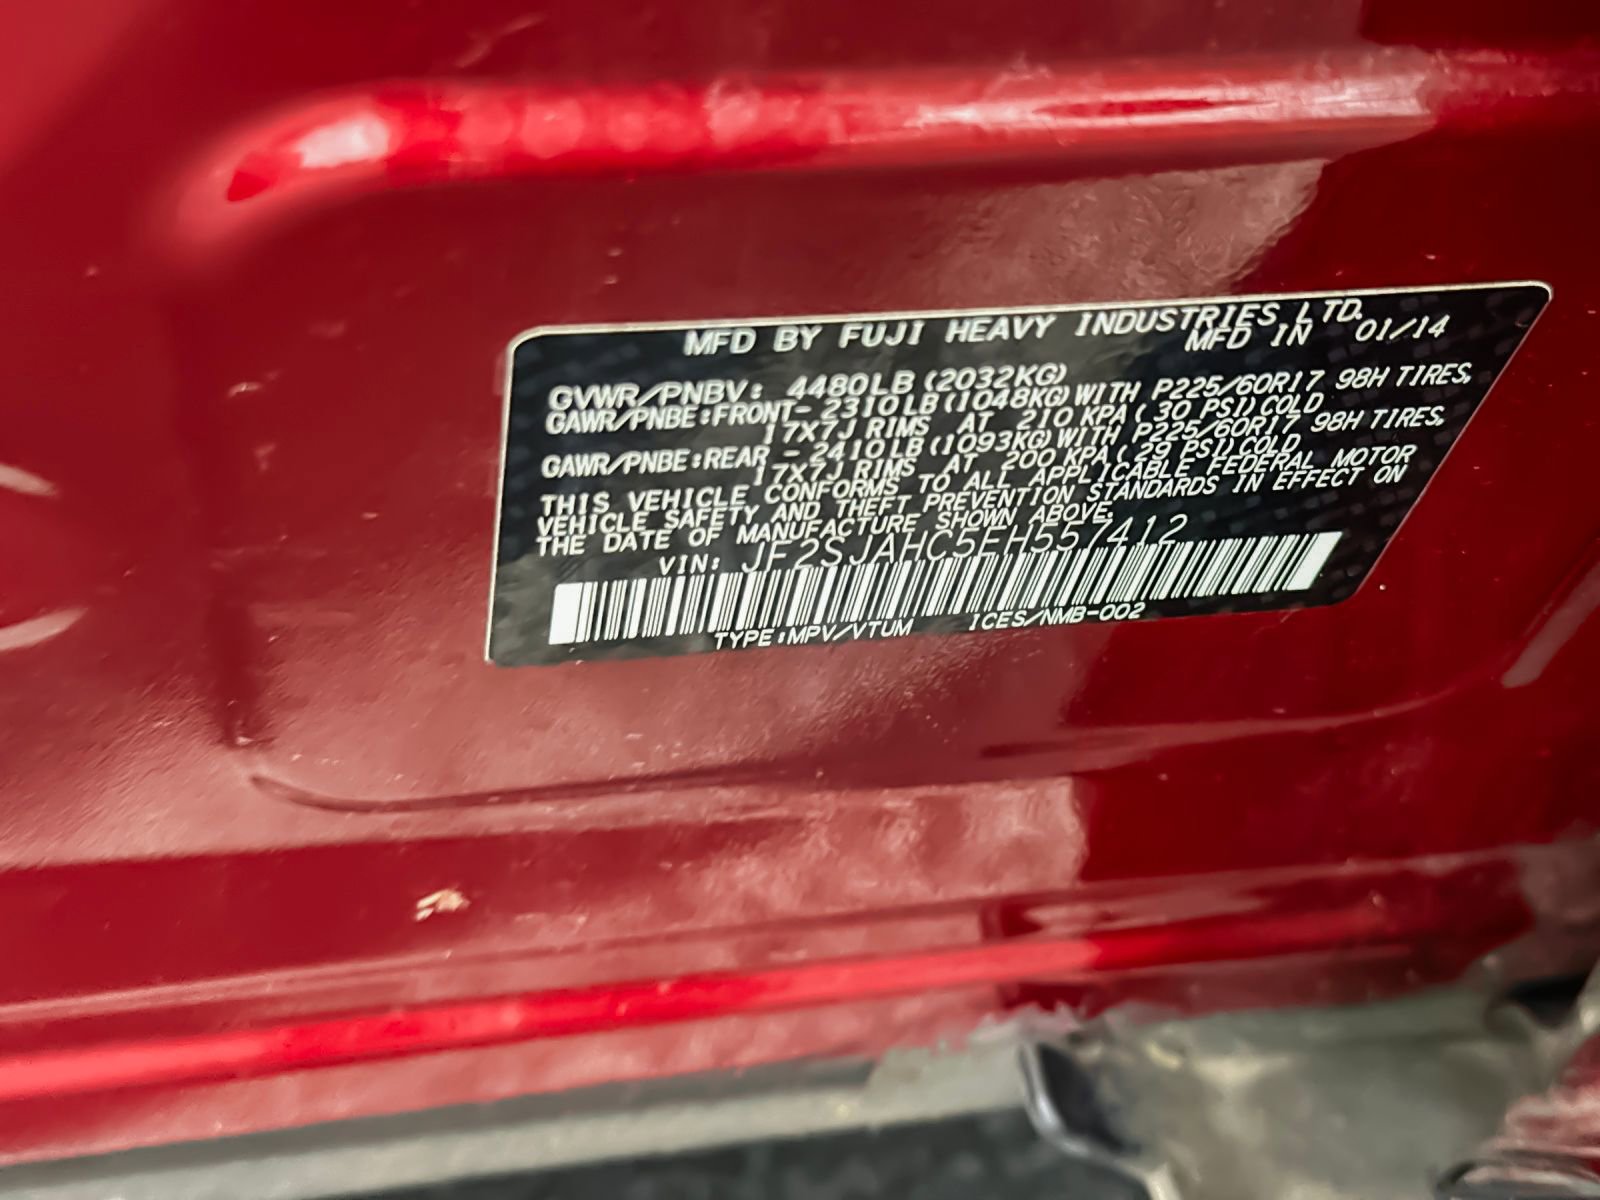 MFD BY FUJI HEAVY INDUSTRIES LTD.
MFD IN 01/14
GVWR/PNBV: 4480LB (2032KG)
GAWR/PNBE:FRONT- 2310LB (1048KG) WITH P225/60R17 98H TIRES,
17X7J RIMS AT 210 KPA ( 30 PSI) COLD
GAWR/PNBE:REAR - 2410LB (1093KG) WITH P225/60R17 98H TIRES,
17X7J RIMS AT 200 KPA ( 29 PSI) COLD
THIS VEHICLE CONFORMS TO ALL APPLICABLE FEDERAL MOTOR
VEHICLE SAFETY AND THEFT PREVENTION STANDARDS IN EFFECT ON
THE DATE OF MANUFACTURE SHOWN ABOVE.
VIN: JF2SJAHC5EH557412
TYPE:MPV/VTUM ICES/NMB-002